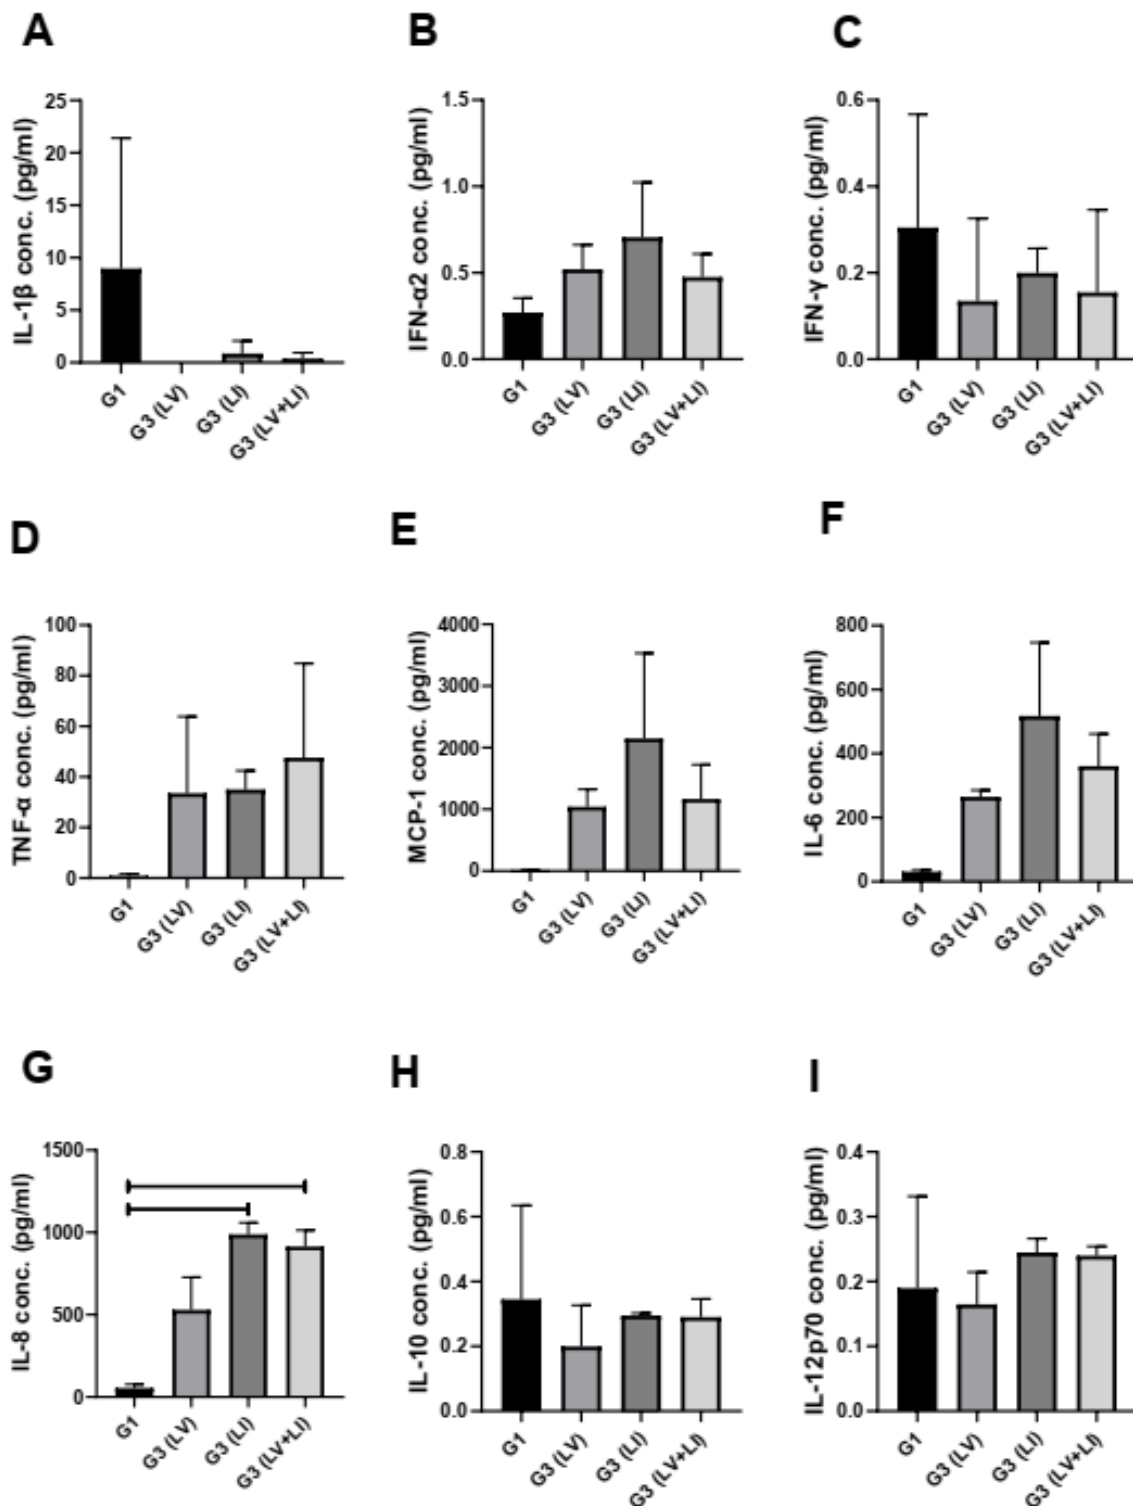 A
B
C
IL-1β conc. (pg/ml)
25
20
15
10
5
0
G1
G3 (LV)
G3 (LI)
G3 (LV+LI)
IFN-α2 conc. (pg/ml)
1.5
1.0
0.5
0.0
G1
G3 (LV)
G3 (LI)
G3 (LV+LI)
IFN-γ conc. (pg/ml)
0.6
0.4
0.2
0.0
G1
G3 (LV)
G3 (LI)
G3 (LV+LI)
D
E
F
TNF-α conc. (pg/ml)
100
80
60
40
20
0
G1
G3 (LV)
G3 (LI)
G3 (LV+LI)
MCP-1 conc. (pg/ml)
4000
3000
2000
1000
0
G1
G3 (LV)
G3 (LI)
G3 (LV+LI)
IL-6 conc. (pg/ml)
800
600
400
200
0
G1
G3 (LV)
G3 (LI)
G3 (LV+LI)
G
H
I
IL-8 conc. (pg/ml)
1500
1000
500
0
G1
G3 (LV)
G3 (LI)
G3 (LV+LI)
IL-10 conc. (pg/ml)
0.8
0.6
0.4
0.2
0.0
G1
G3 (LV)
G3 (LI)
G3 (LV+LI)
IL-12p70 conc. (pg/ml)
0.4
0.3
0.2
0.1
0.0
G1
G3 (LV)
G3 (LI)
G3 (LV+LI)